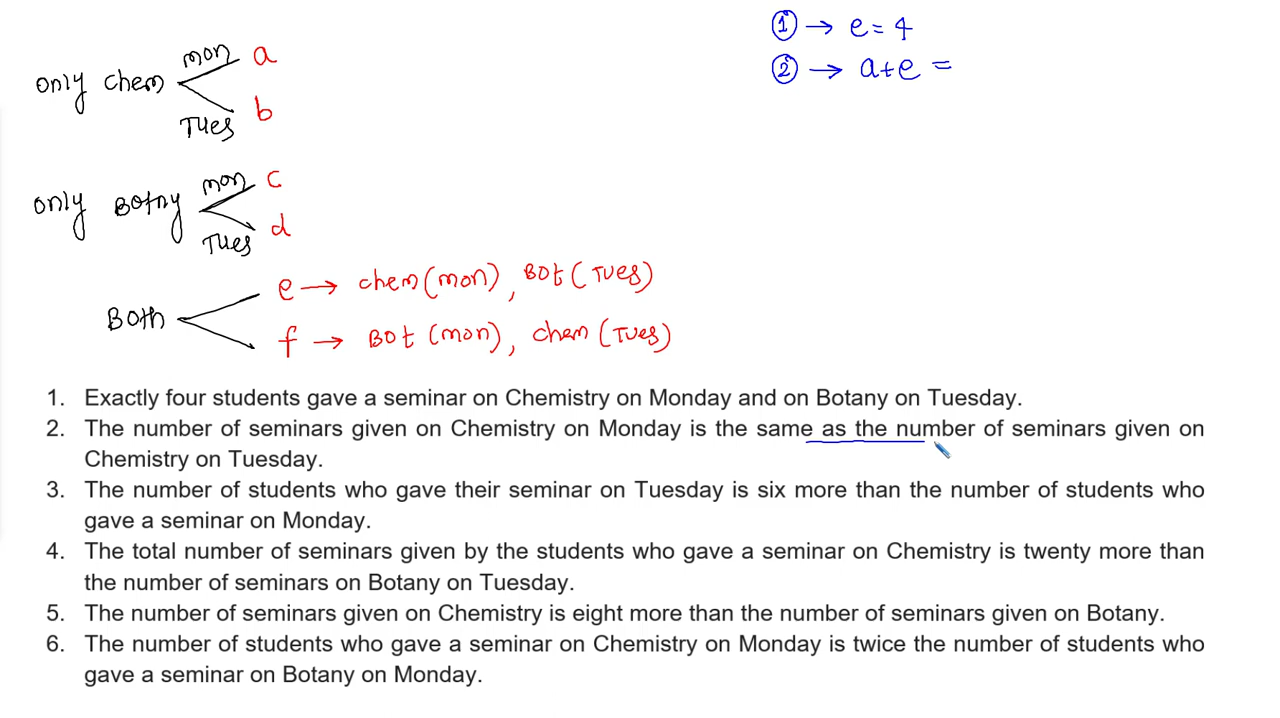 ① → e = 4
② → a+e =
only chem mon a
Tues b
only Botny mon c
Tues d
Both e → chem (mon), Bot (Tues)
f → Bot (mon), chem (Tues)
1. Exactly four students gave a seminar on Chemistry on Monday and on Botany on Tuesday.
2. The number of seminars given on Chemistry on Monday is the same as the number of seminars given on
Chemistry on Tuesday.
3. The number of students who gave their seminar on Tuesday is six more than the number of students who
gave a seminar on Monday.
4. The total number of seminars given by the students who gave a seminar on Chemistry is twenty more than
the number of seminars on Botany on Tuesday.
5. The number of seminars given on Chemistry is eight more than the number of seminars given on Botany.
6. The number of students who gave a seminar on Chemistry on Monday is twice the number of students who
gave a seminar on Botany on Monday.